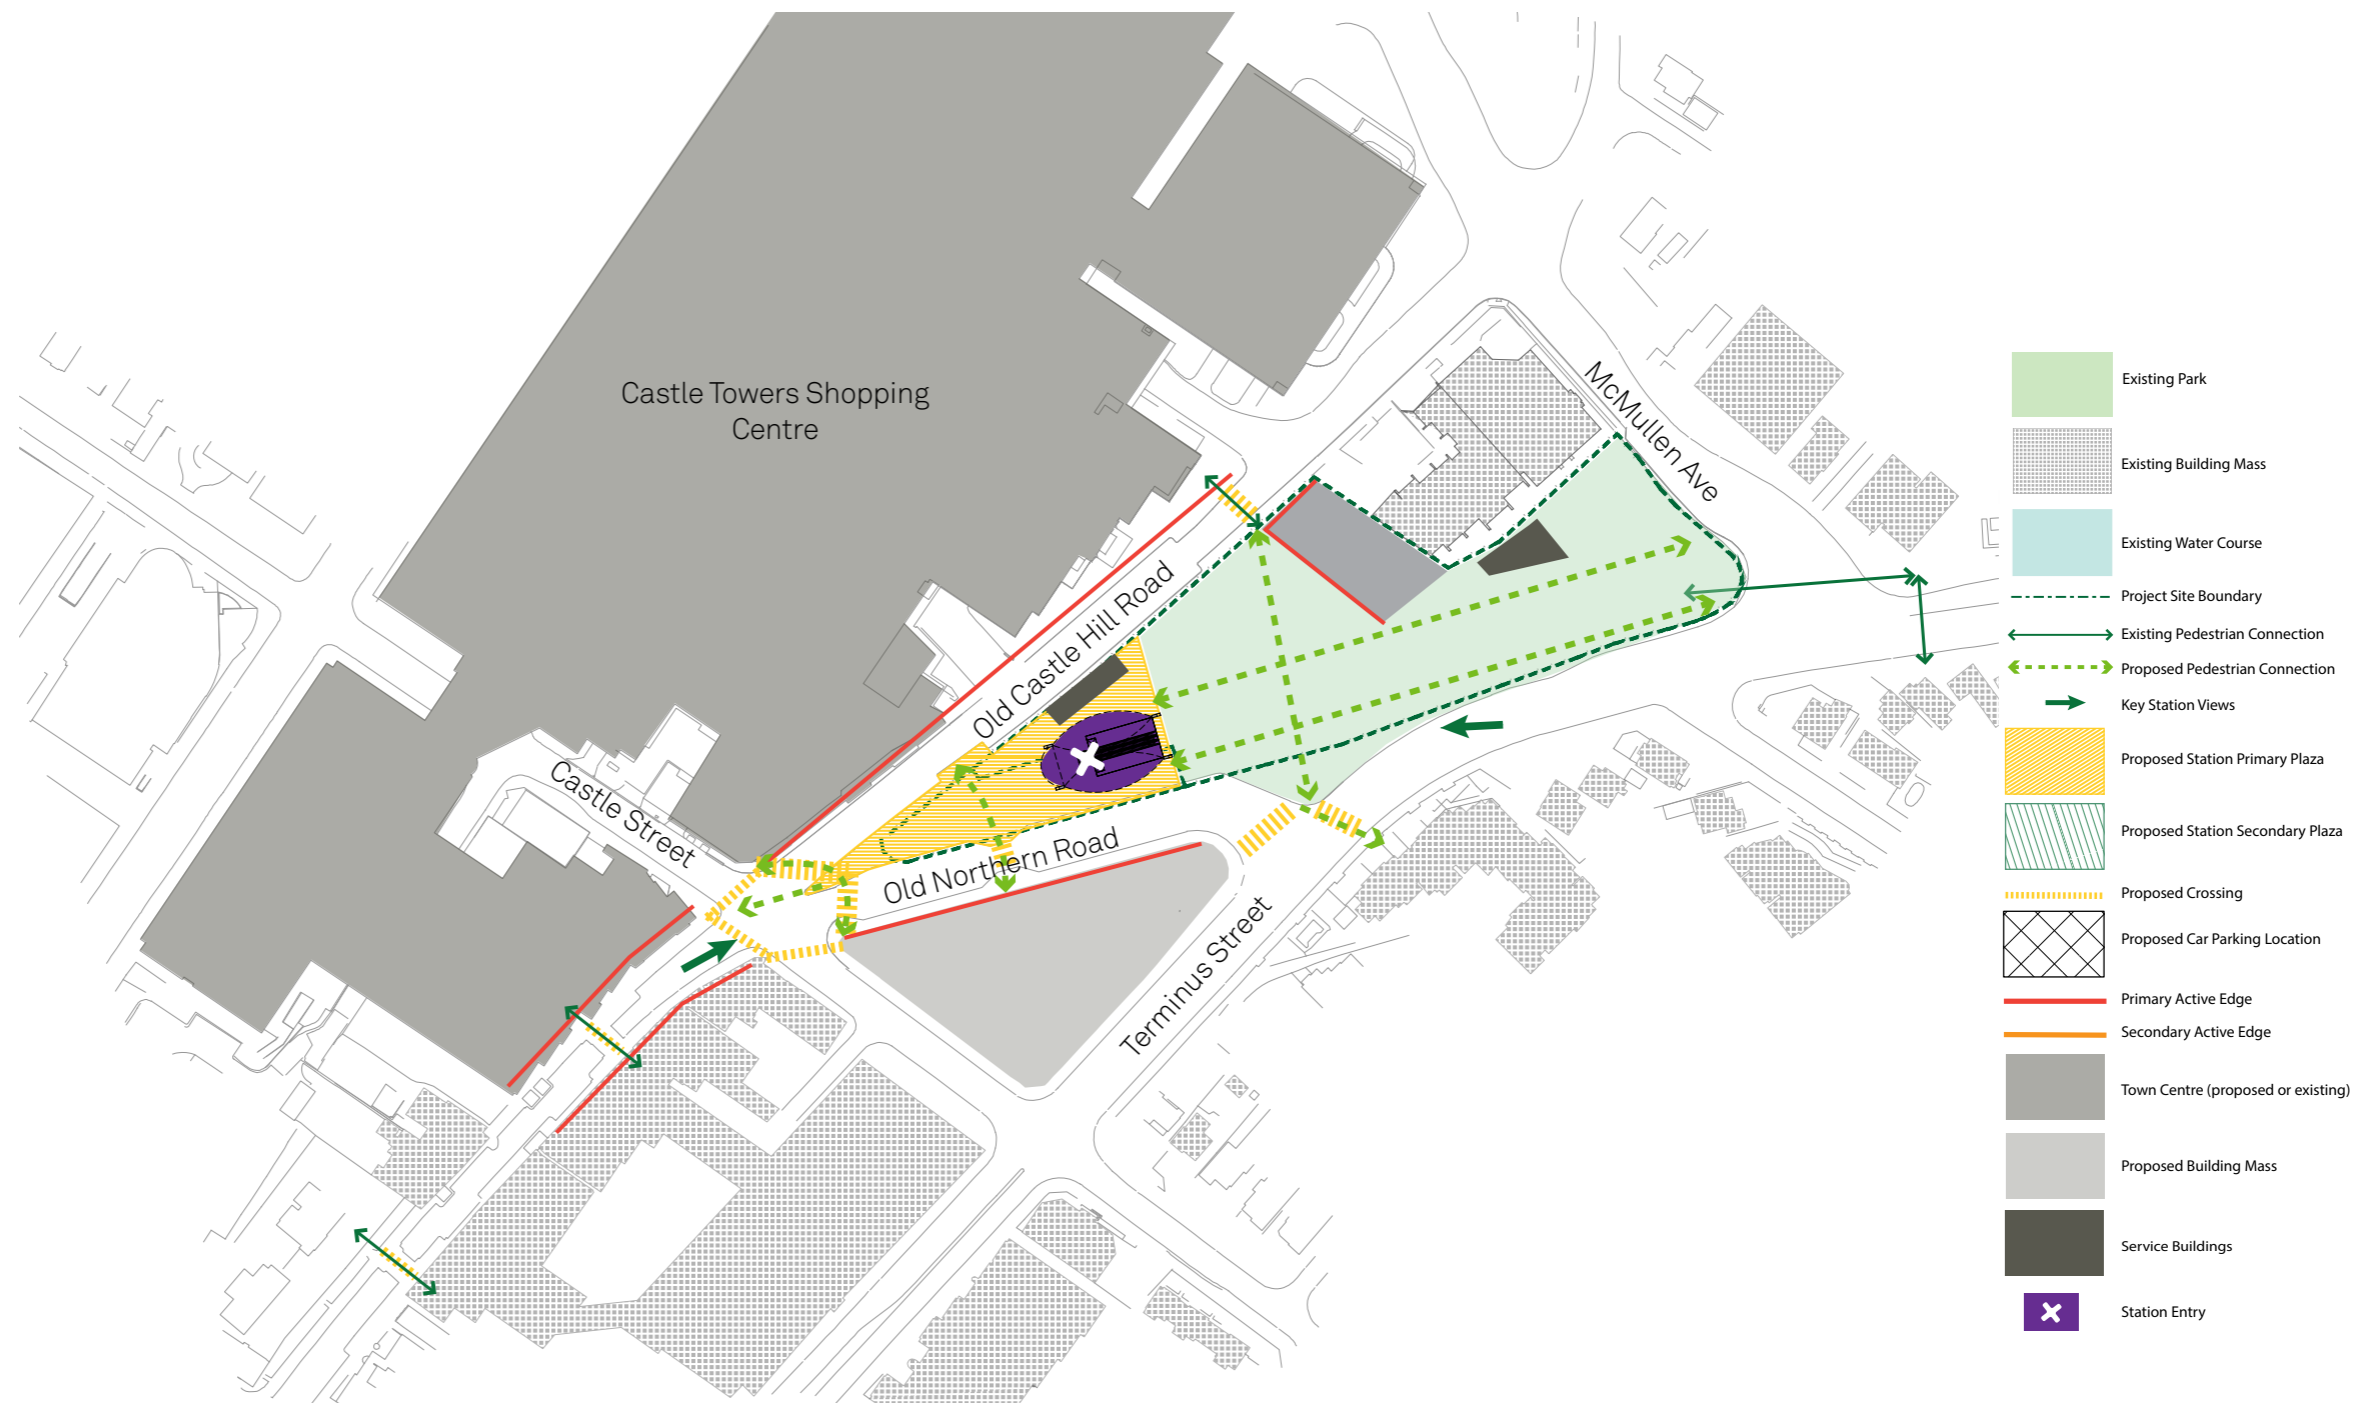 Castle Towers Shopping
Centre
McMullen Ave
Old Castle Hill Road
Castle Street
Old Northern Road
Terminus Street
Existing Park
Existing Building Mass
Existing Water Course
Project Site Boundary
Existing Pedestrian Connection
Proposed Pedestrian Connection
Key Station Views
Proposed Station Primary Plaza
Proposed Station Secondary Plaza
Proposed Crossing
Proposed Car Parking Location
Primary Active Edge
Secondary Active Edge
Town Centre (proposed or existing)
Proposed Building Mass
Service Buildings
Station Entry